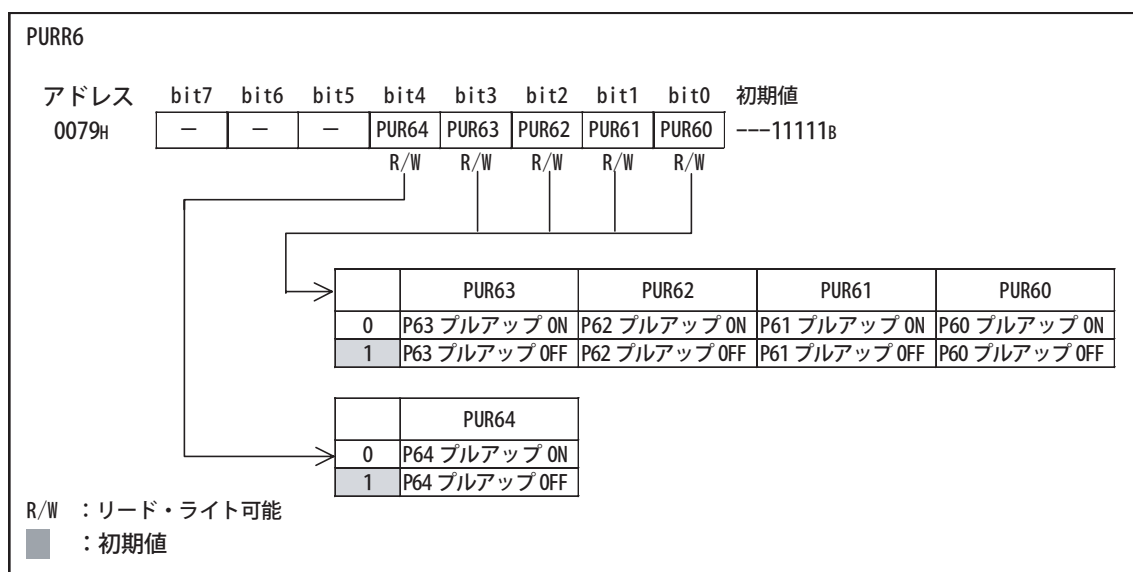 PURR6
アドレス bit7 bit6 bit5 bit4 bit3 bit2 bit1 bit0 初期値
0079H － － － PUR64 PUR63 PUR62 PUR61 PUR60 ---11111B
R/W R/W R/W R/W R/W
PUR63 PUR62 PUR61 PUR60
0 P63 プルアップ ON P62 プルアップ ON P61 プルアップ ON P60 プルアップ ON
1 P63 プルアップ OFF P62 プルアップ OFF P61 プルアップ OFF P60 プルアップ OFF
PUR64
0 P64 プルアップ ON
1 P64 プルアップ OFF
R/W ：リード・ライト可能
：初期値